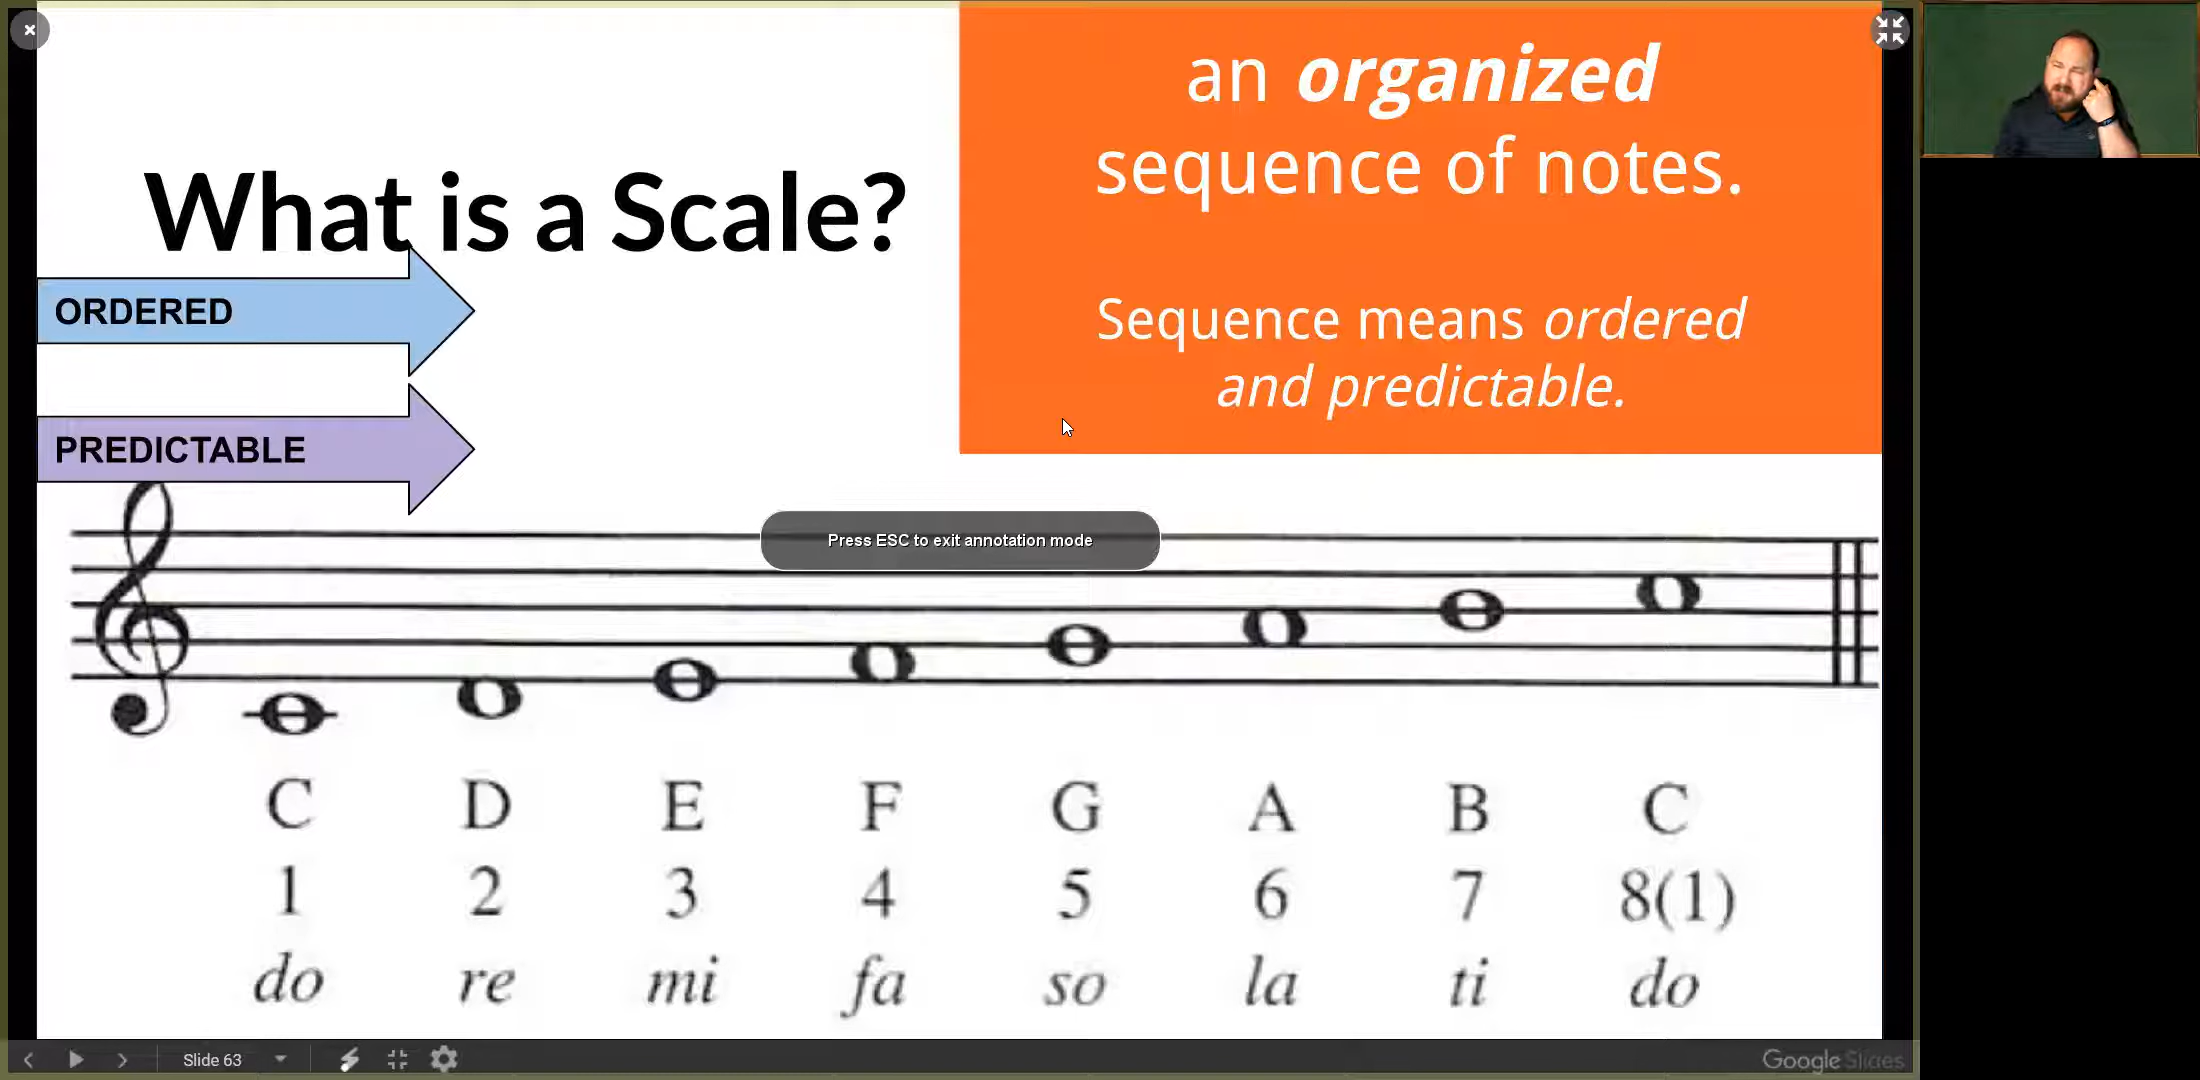 an organized
sequence of notes.
What is a Scale?
ORDERED
Sequence means ordered
and predictable.
PREDICTABLE
Press ESC to exit annotation mode
C D E F G A B C
1 2 3 4 5 6 7 8(1)
do re mi fa so la ti do
Slide 63
Google Slides